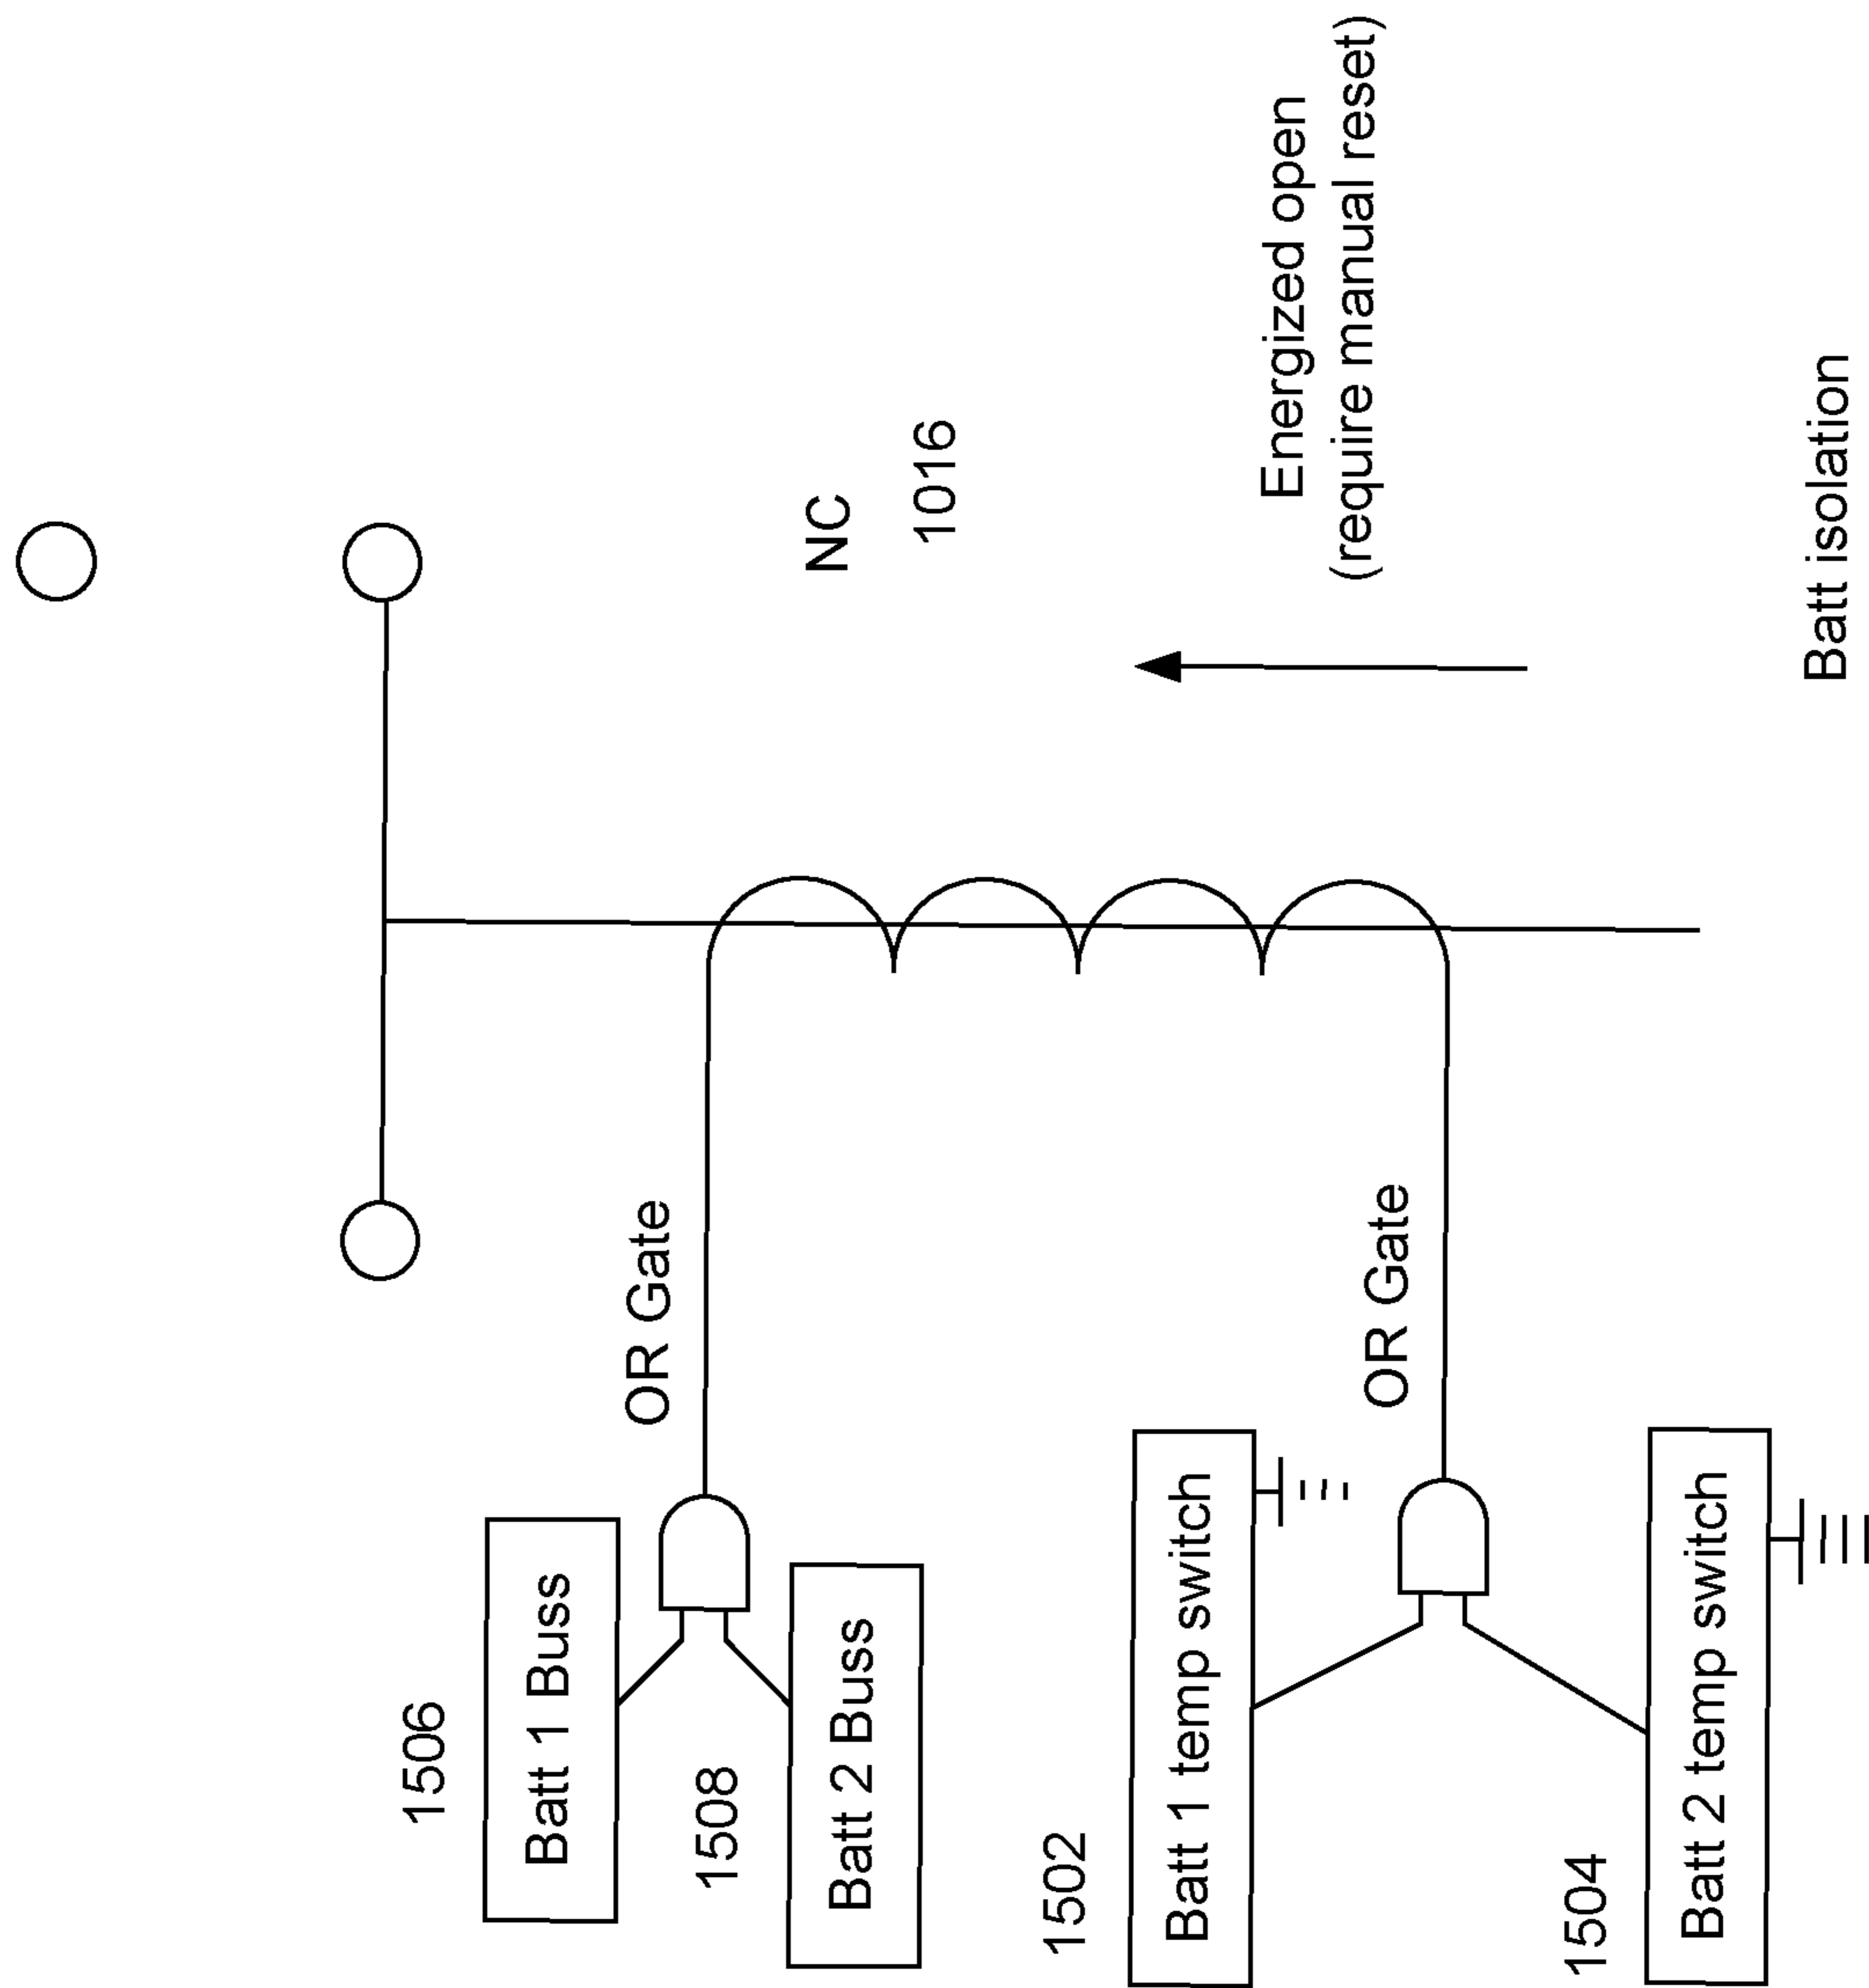 1506
Batt 1 Buss
1508
Batt 2 Buss
OR Gate
1502
Batt 1 temp switch
1504
Batt 2 temp switch
OR Gate
NC
1016
Energized open
(require manual reset)
Batt isolation